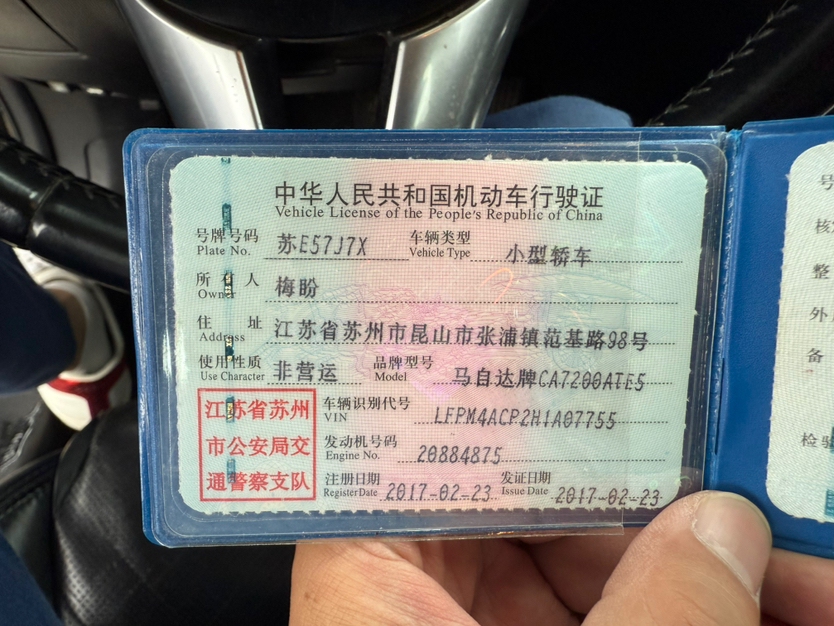 中华人民共和国机动车行驶证
Vehicle License of the People's Republic of China
号牌号码 苏E57J7X 车辆类型 小型轿车
Plate No. Vehicle Type
所有人 梅盼
Owner
住址 江苏省苏州市昆山市张浦镇范基路98号
Address
使用性质 非营运 品牌型号 马自达牌CA7200ATE5
Use Character Model
江苏省苏州
市公安局交
通警察支队
车辆识别代号 LFPM4ACP2H1A07755
VIN
发动机号码 20884875
Engine No.
注册日期 2017-02-23 发证日期 2017-02-23
Register Date Issue Date
号
核
整
外
备
检验